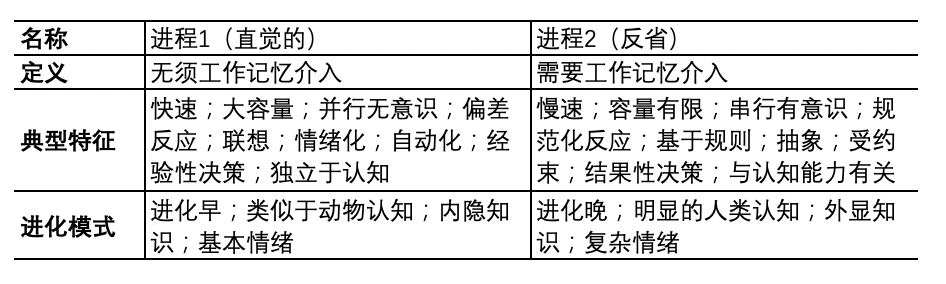 名称 进程1（直觉的） 进程2（反省）
定义 无须工作记忆介入 需要工作记忆介入
典型特征
快速；大容量；并行无意识；偏差
反应；联想；情绪化；自动化；经
验性决策；独立于认知
慢速；容量有限；串行有意识；规
范化反应；基于规则；抽象；受约
束；结果性决策；与认知能力有关
进化模式
进化早；类似于动物认知；内隐知
识；基本情绪
进化晚；明显的人类认知；外显知
识；复杂情绪